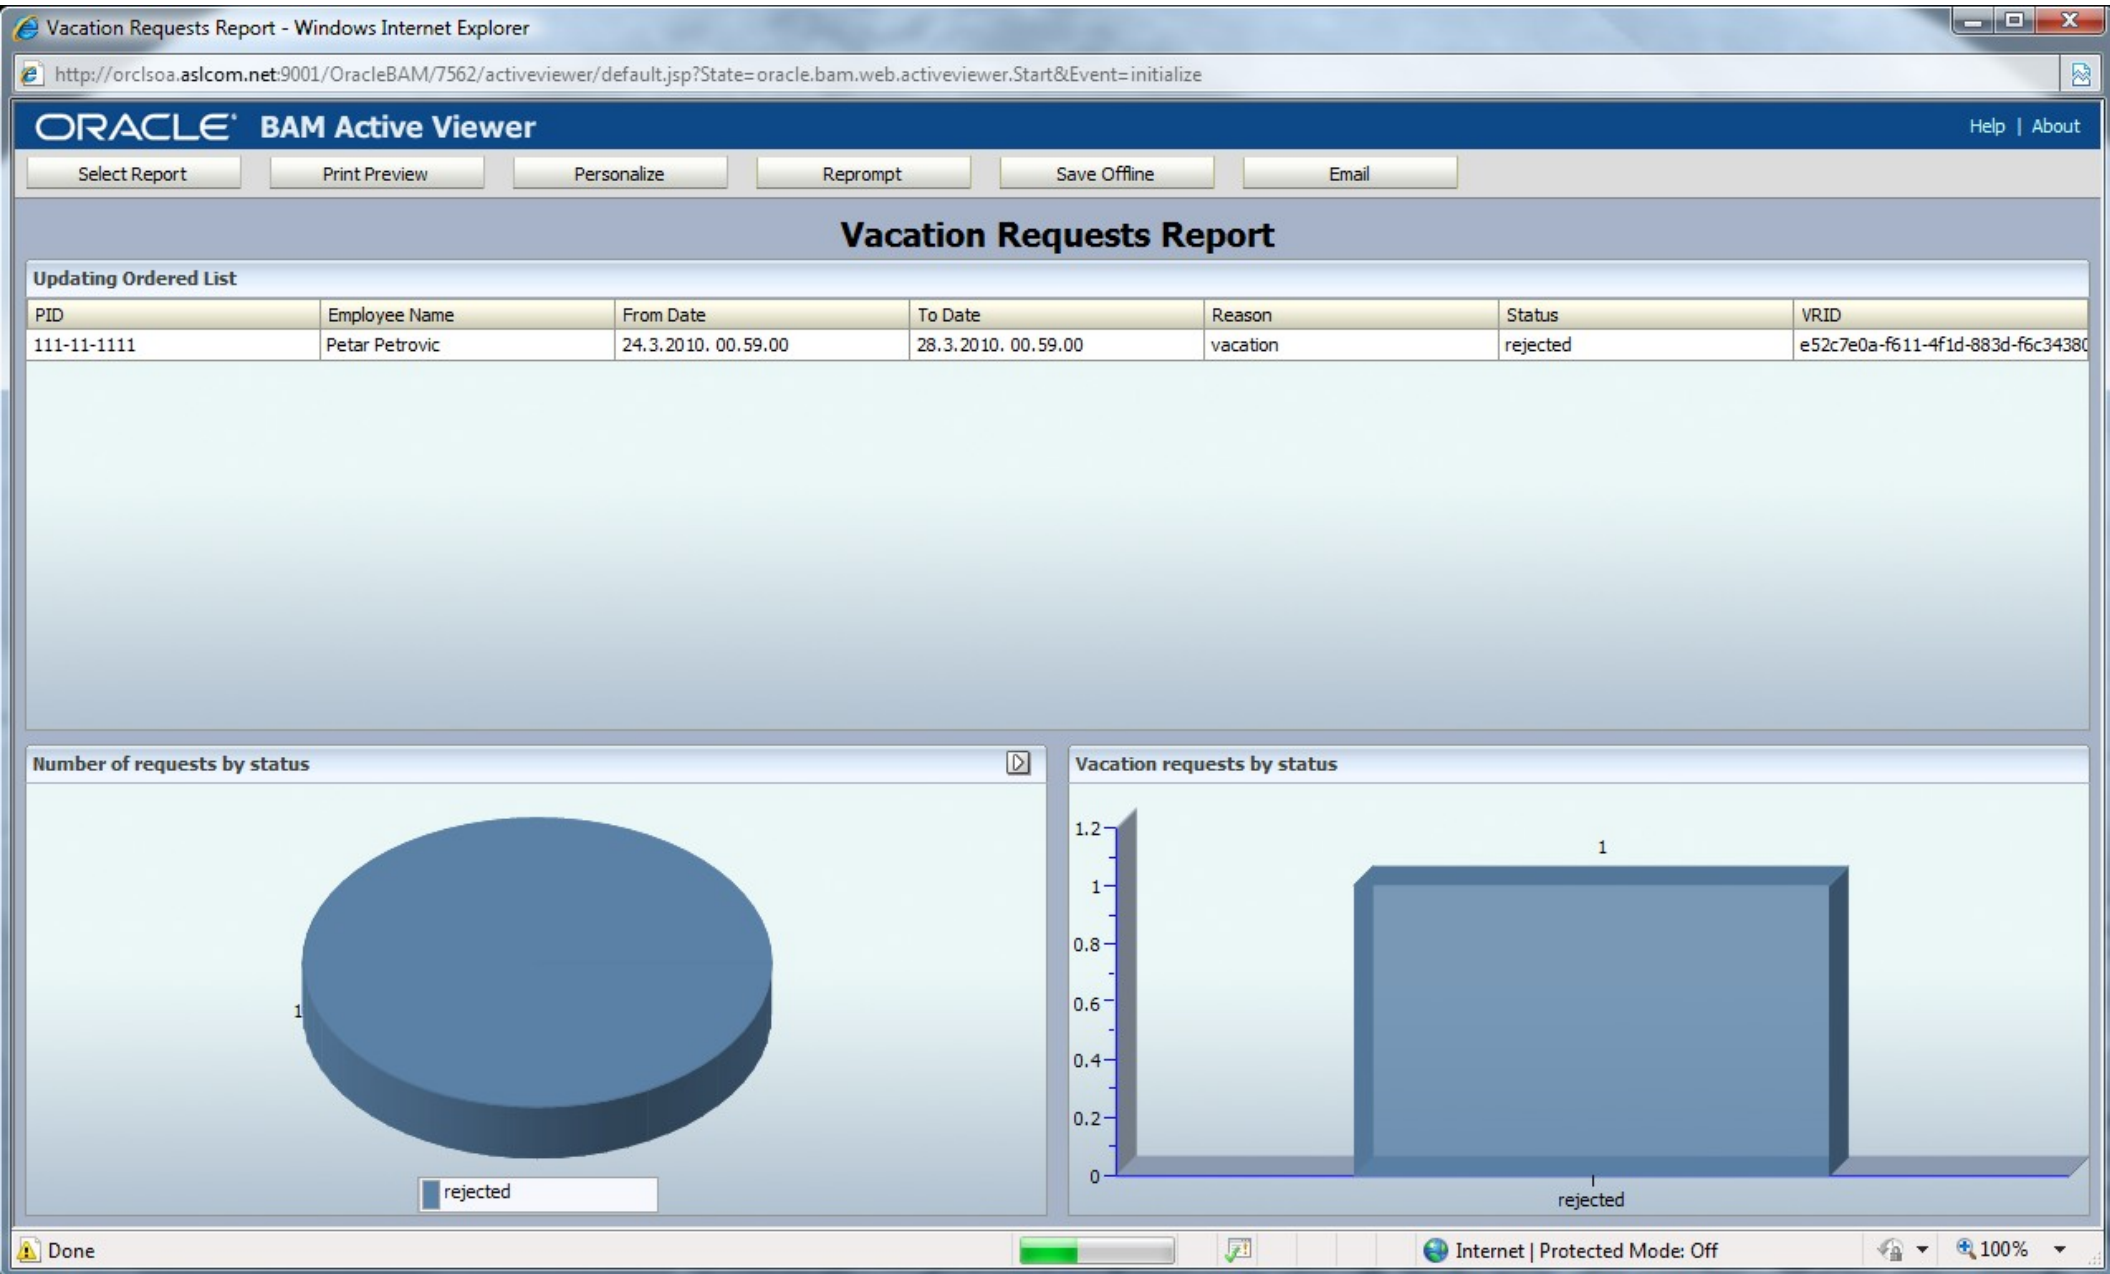 Vacation Requests Report - Windows Internet Explorer
http://orclsoa.aslcom.net:9001/OracleBAM/7562/activeviewer/default.jsp?State=oracle.bam.web.activeviewer.Start&Event=initialize
ORACLE BAM Active Viewer Help | About
Select Report Print Preview Personalize Reprompt Save Offline Email
Vacation Requests Report
Updating Ordered List
PID Employee Name From Date To Date Reason Status VRID
111-11-1111 Petar Petrovic 24.3.2010. 00.59.00 28.3.2010. 00.59.00 vacation rejected e52c7e0a-f611-4f1d-883d-f6c34380
Number of requests by status
1
rejected
Vacation requests by status
1.2
1
1
0.8
0.6
0.4
0.2
0
rejected
Done Internet | Protected Mode: Off 100%